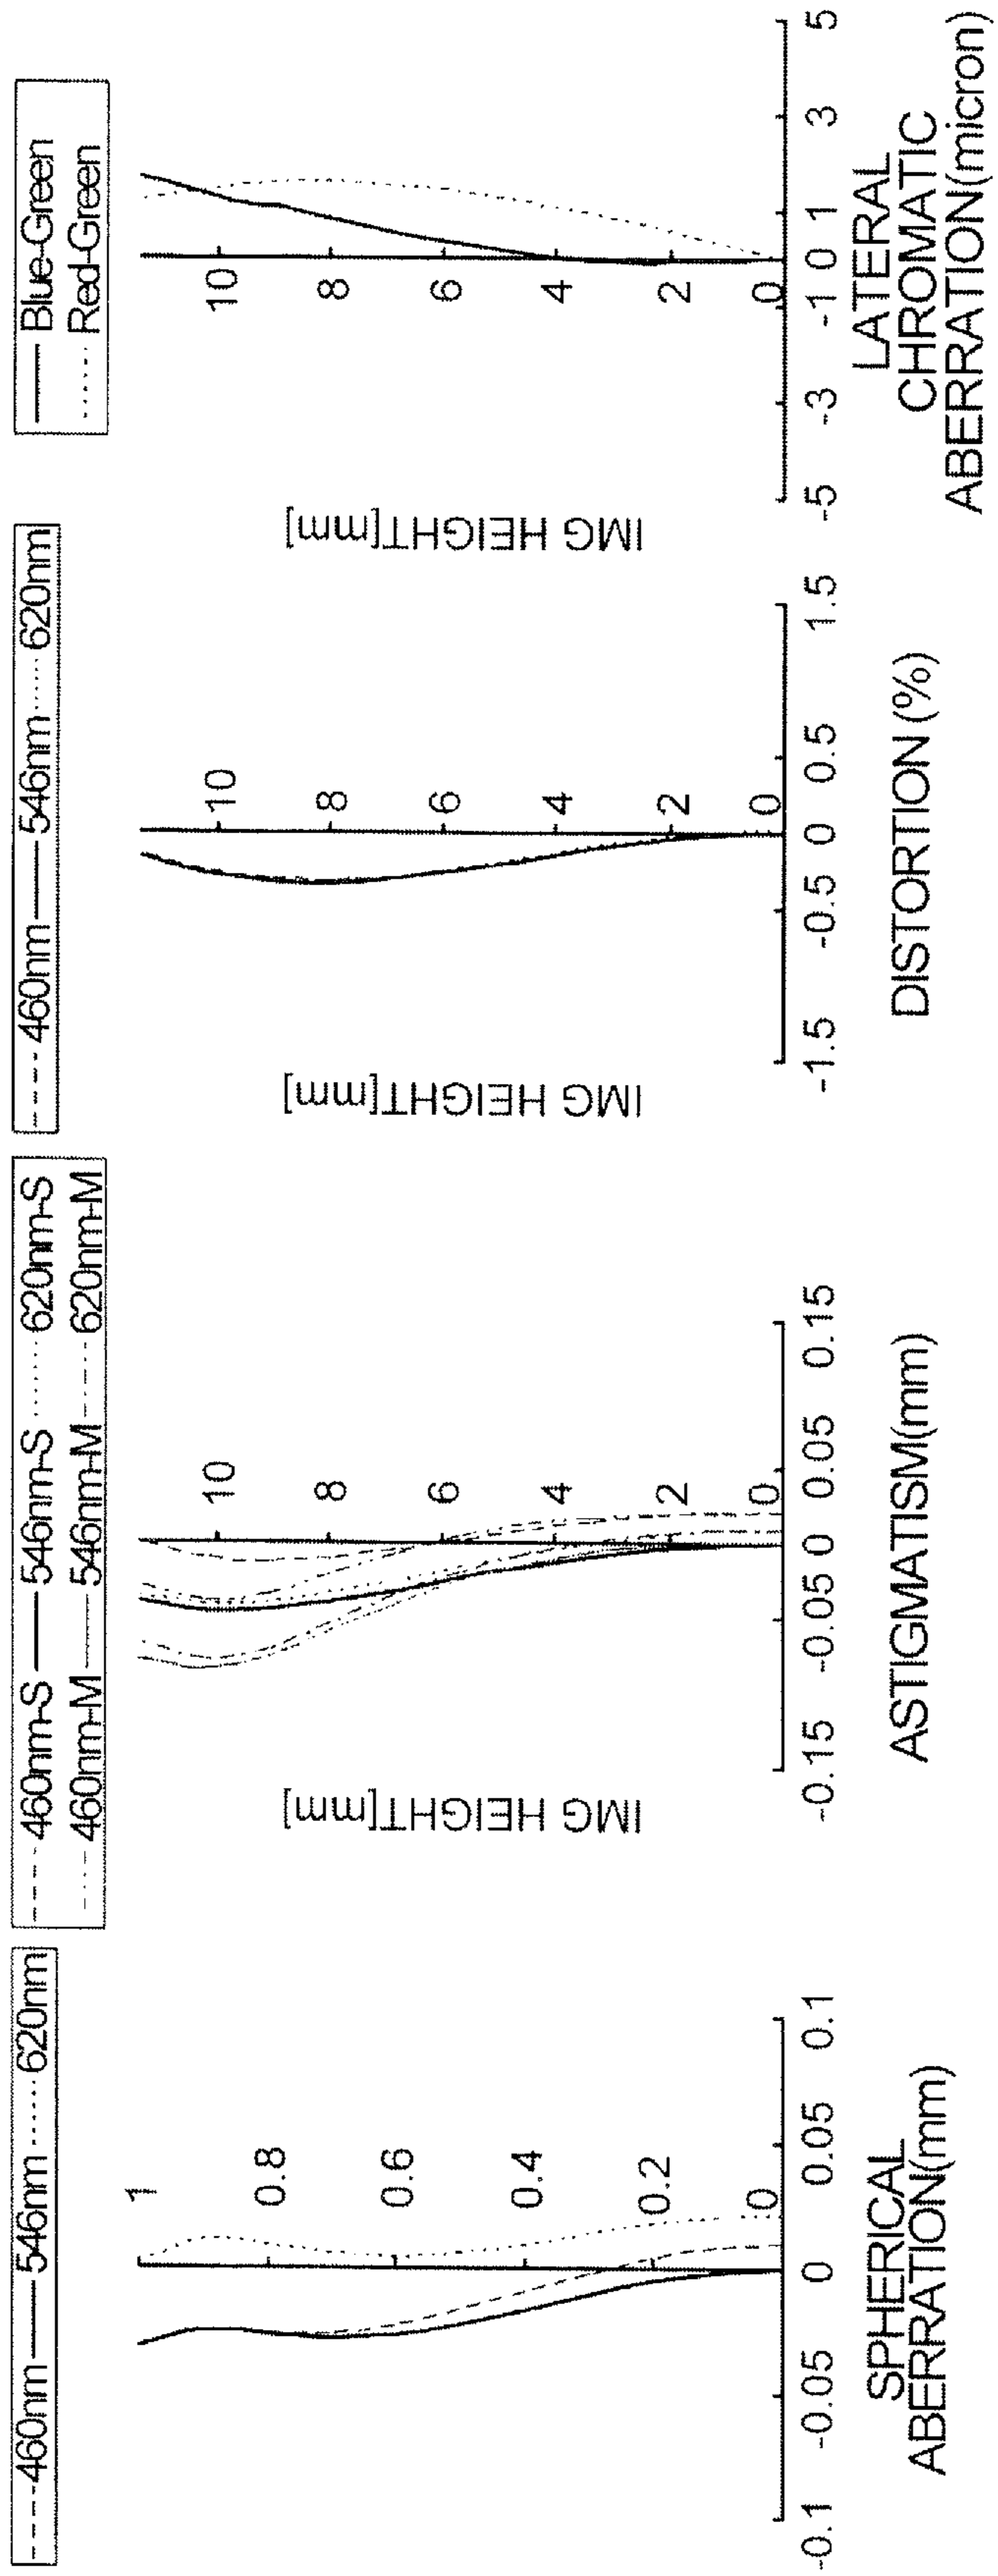 --- 460nm — 546nm ······ 620nm
1
0.8
0.6
0.4
0.2
0
-0.1 -0.05 0 0.05 0.1
SPHERICAL
ABERRATION(mm)
--- 460nm-S — 546nm-S ······ 620nm-S
-·-·- 460nm-M — 546nm-M -·-·- 620nm-M
IMG HEIGHT[mm]
10
8
6
4
2
0
-0.15 -0.05 0 0.05 0.15
ASTIGMATISM(mm)
--- 460nm — 546nm ······ 620nm
IMG HEIGHT[mm]
10
8
6
4
2
0
-1.5 -0.5 0 0.5 1.5
DISTORTION (%)
— Blue-Green
······ Red-Green
IMG HEIGHT[mm]
10
8
6
4
2
0
-5 -3 -1 0 1 3 5
LATERAL
CHROMATIC
ABERRATION(micron)